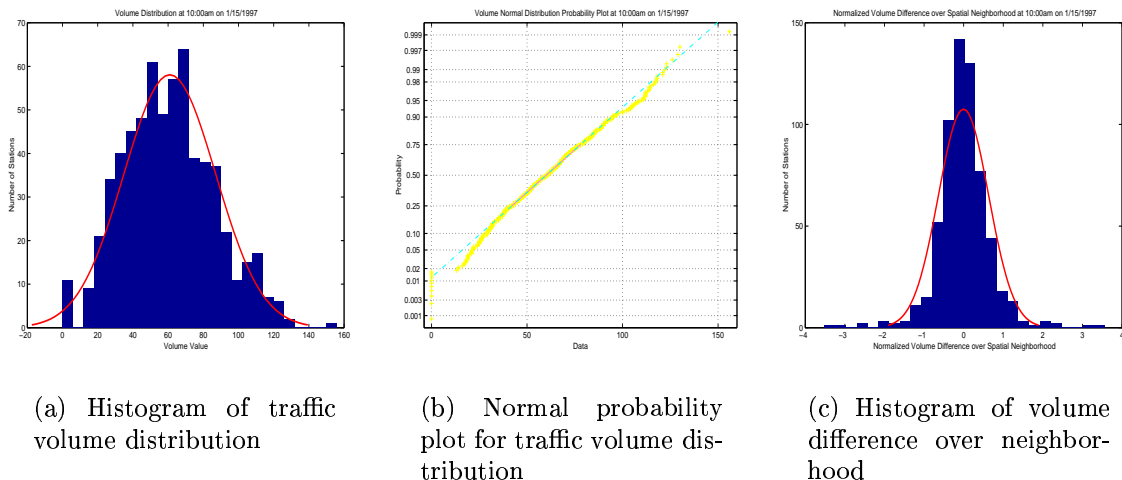 Volume Distribution at 10:00am on 1/15/1997
70
60
50
40
30
20
10
0
Number of Stations
−20 0 20 40 60 80 100 120 140 160
Volume Value
(a) Histogram of traffic
volume distribution
Volume Normal Distribution Probability Plot at 10:00am on 1/15/1997
0.999
0.997
0.99
0.98
0.95
0.90
0.75
0.50
0.25
0.10
0.05
0.02
0.01
0.003
0.001
Probability
0 50 100 150
Data
(b) Normal probability
plot for traffic volume dis-
tribution
Normalized Volume Difference over Spatial Neighborhood at 10:00am on 1/15/1997
150
100
50
0
Number of Stations
−4 −3 −2 −1 0 1 2 3 4
Normalized Volume Difference over Spatial Neighborhood
(c) Histogram of volume
difference over neighbor-
hood